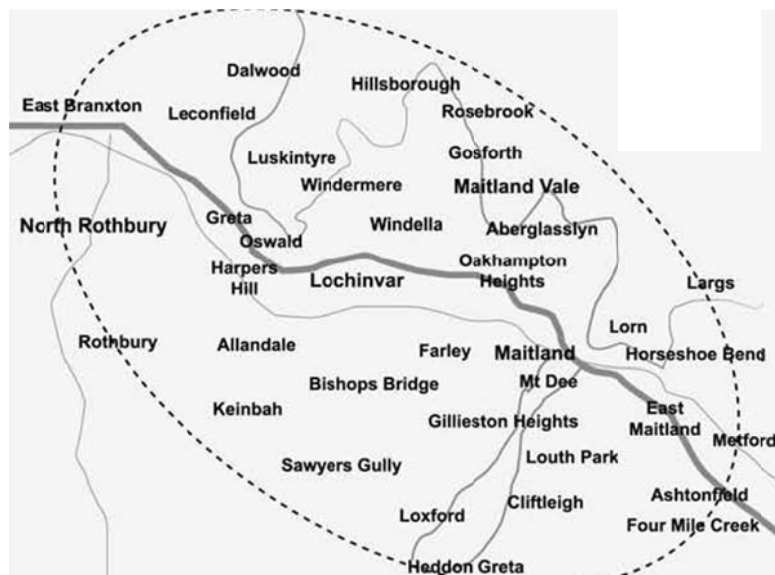 Dalwood
Hillsborough
East Branxton
Leconfield
Rosebrook
Luskintyre
Gosforth
Windermere
Maitland Vale
North Rothbury
Greta
Windella
Aberglasslyn
Oswald
Harpers
Hill
Lochinvar
Oakhampton
Heights
Largs
Lorn
Rothbury
Allandale
Farley
Maitland
Horseshoe Bend
Bishops Bridge
Mt Dee
Keinbah
Gillieston Heights
East
Maitland
Metford
Sawyers Gully
Louth Park
Loxford
Cliftleigh
Ashtonfield
Four Mile Creek
Heddon Greta